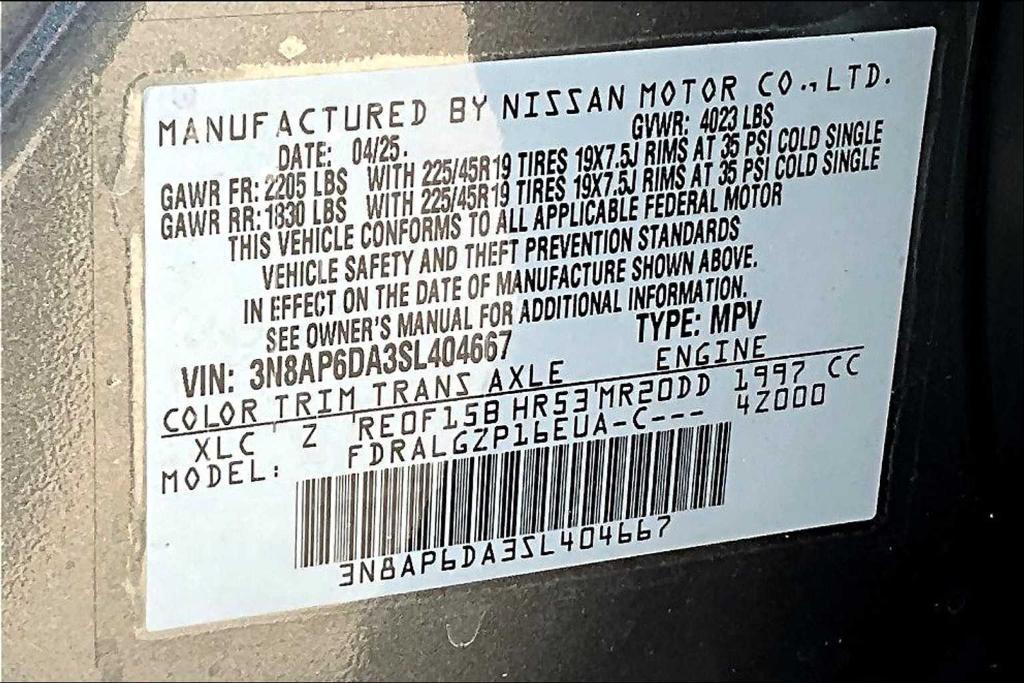 MANUFACTURED BY NISSAN MOTOR CO.,LTD.
DATE: 04/25. GVWR: 4023 LBS
GAWR FR: 2205 LBS WITH 225/45R19 TIRES 19X7.5J RIMS AT 35 PSI COLD SINGLE
GAWR RR: 1830 LBS WITH 225/45R19 TIRES 19X7.5J RIMS AT 35 PSI COLD SINGLE
THIS VEHICLE CONFORMS TO ALL APPLICABLE FEDERAL MOTOR
VEHICLE SAFETY AND THEFT PREVENTION STANDARDS
IN EFFECT ON THE DATE OF MANUFACTURE SHOWN ABOVE.
SEE OWNER'S MANUAL FOR ADDITIONAL INFORMATION.
VIN: 3N8AP6DA3SL404667 TYPE: MPV
COLOR TRIM TRANS AXLE ENGINE
XLC Z RE0F15B HR53 MR20DD 1997 CC
MODEL: FDRALGZP16EUA-C--- 4Z000
3N8AP6DA3SL404667